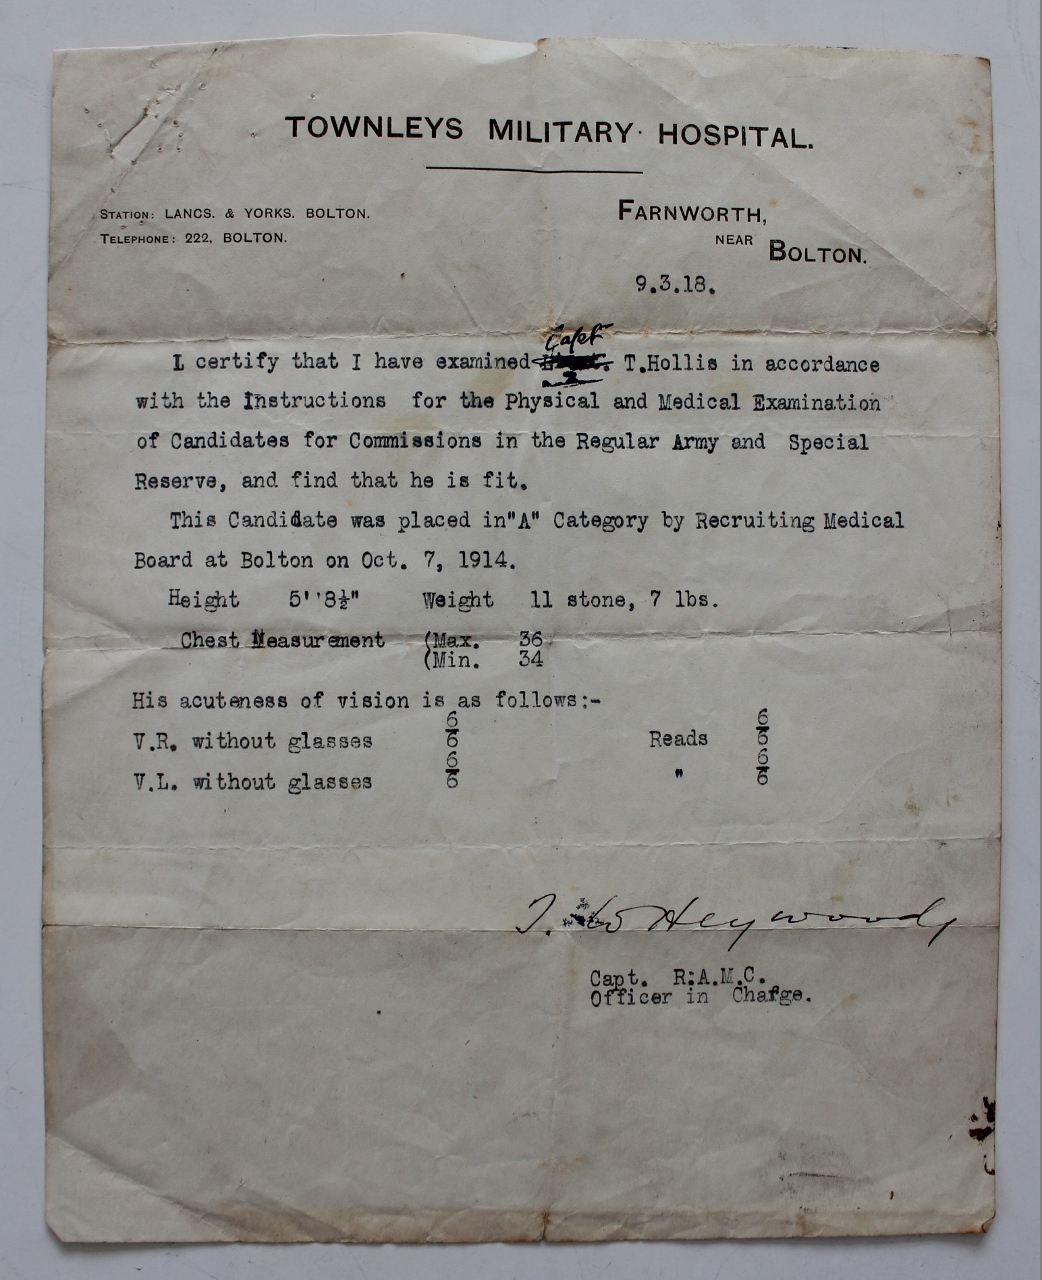 TOWNLEYS MILITARY HOSPITAL.
STATION: LANCS. & YORKS. BOLTON.
TELEPHONE: 222, BOLTON.
FARNWORTH,
NEAR BOLTON.
9.3.18.
Capt
I certify that I have examined T.Hollis in accordance
with the Instructions for the Physical and Medical Examination
of Candidates for Commissions in the Regular Army and Special
Reserve, and find that he is fit.
This Candidate was placed in"A" Category by Recruiting Medical
Board at Bolton on Oct. 7, 1914.
Height 5''8½" Weight 11 stone, 7 lbs.
Chest Measurement (Max. 36
(Min. 34
His acuteness of vision is as follows:-
V.R. without glasses 6/6 Reads 6/6
V.L. without glasses 6/6 " 6/6
T. W Heywood
Capt. R.A.M.C.
Officer in Charge.